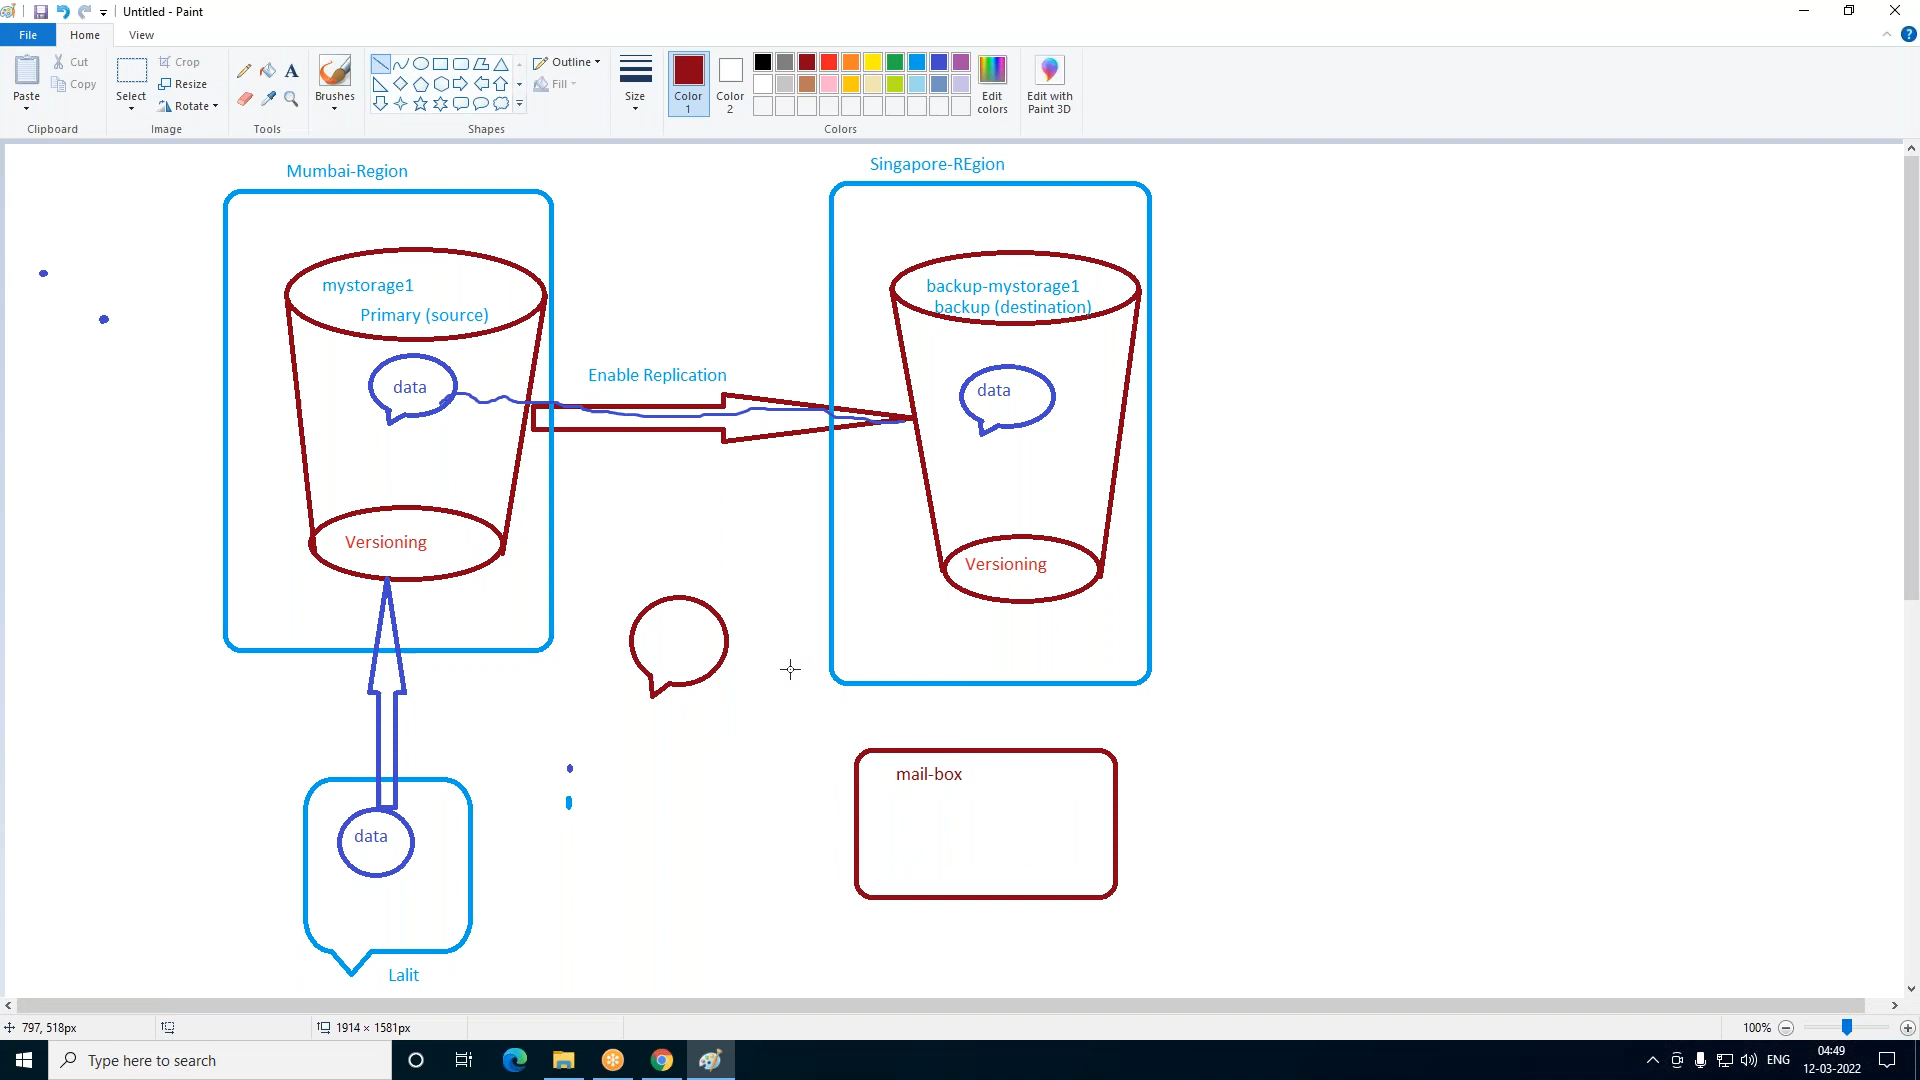 Untitled - Paint
File
Home
View
Paste
Cut
Copy
Select
Crop
Resize
Rotate
Brushes
Outline
Fill
Size
Color 1
Color 2
Edit colors
Edit with Paint 3D
Clipboard
Image
Tools
Shapes
Colors
Mumbai-Region
Singapore-REgion
mystorage1
Primary (source)
backup-mystorage1
backup (destination)
Enable Replication
data
data
Versioning
Versioning
mail-box
data
Lalit
797, 518px
1914 × 1581px
100%
Type here to search
ENG
04:49
12-03-2022